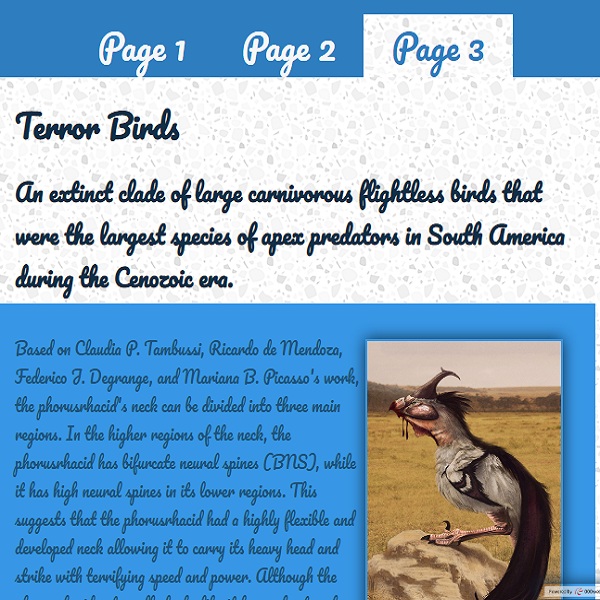 Page 1 Page 2 Page 3
Terror Birds
An extinct clade of large carnivorous flightless birds that
were the largest species of apex predators in South America
during the Cenozoic era.
Based on Claudia P. Tambussi, Ricardo de Mendoza,
Federico J. Degrange, and Mariana B. Picasso's work,
the phorusrhacid's neck can be divided into three main
regions. In the higher regions of the neck, the
phorusrhacid has bifurcate neural spines (BNS), while
it has high neural spines in its lower regions. This
suggests that the phorusrhacid had a highly flexible and
developed neck allowing it to carry its heavy head and
strike with terrifying speed and power. Although the
Powered by